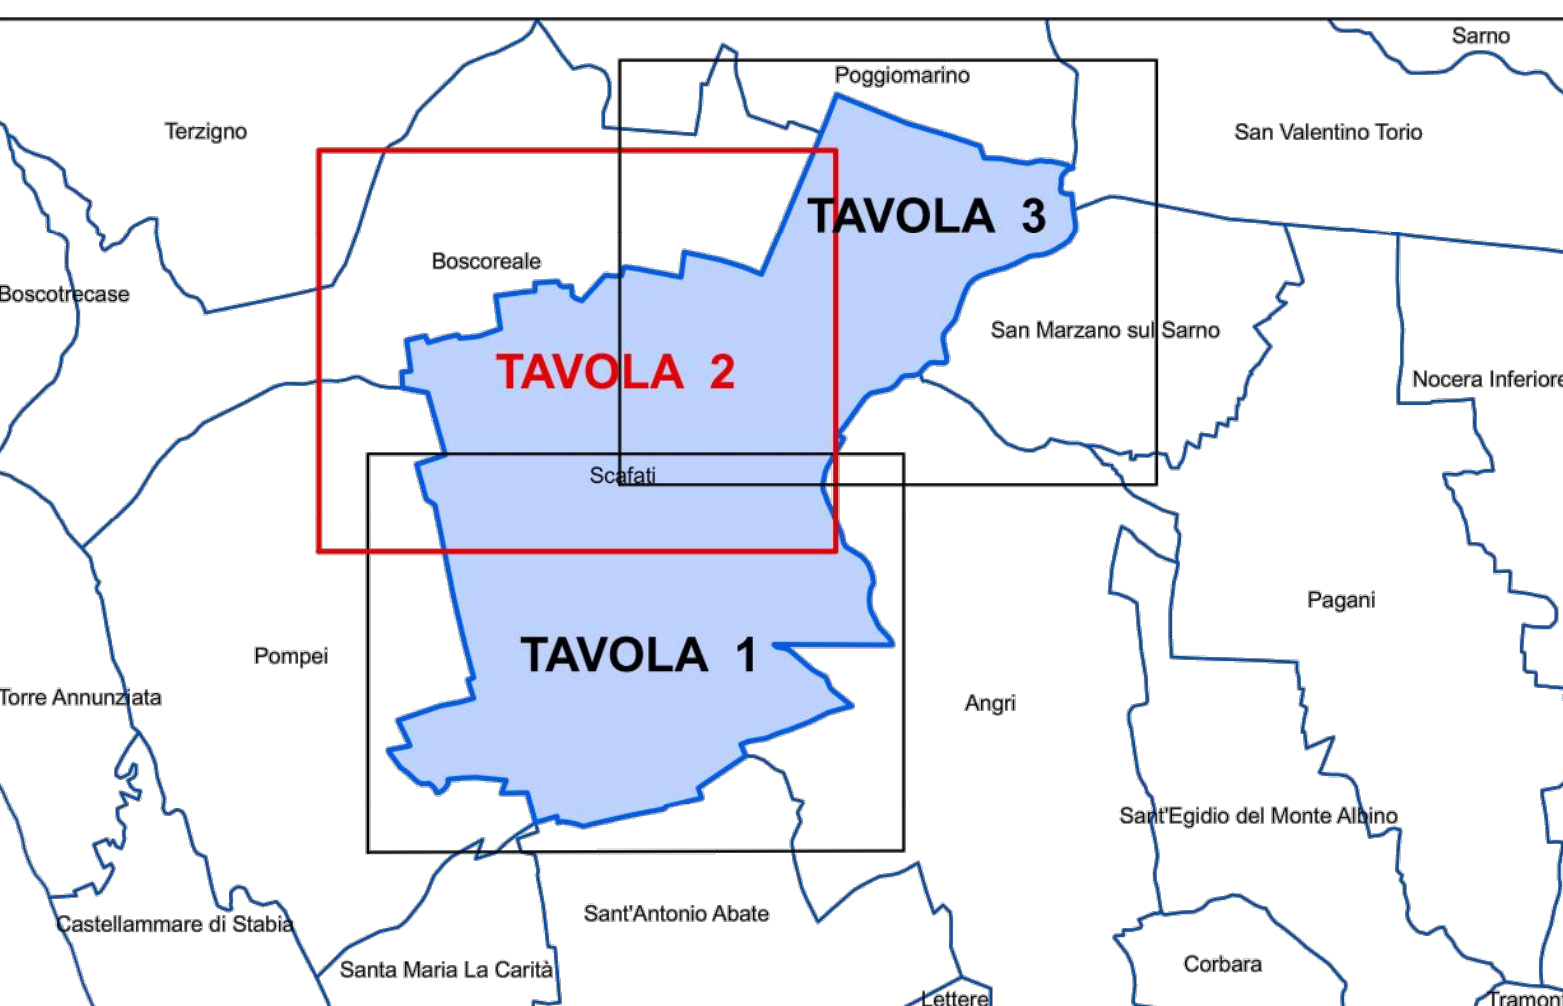 Sarno
Poggiomarino
Terzigno
San Valentino Torio
TAVOLA 3
Boscoreale
Boscotrecase
San Marzano sul Sarno
TAVOLA 2
Nocera Inferiore
Scafati
Pagani
TAVOLA 1
Pompei
Torre Annunziata
Angri
Sant'Egidio del Monte Albino
Sant'Antonio Abate
Castellammare di Stabia
Corbara
Santa Maria La Carità
Lettere
Tramon